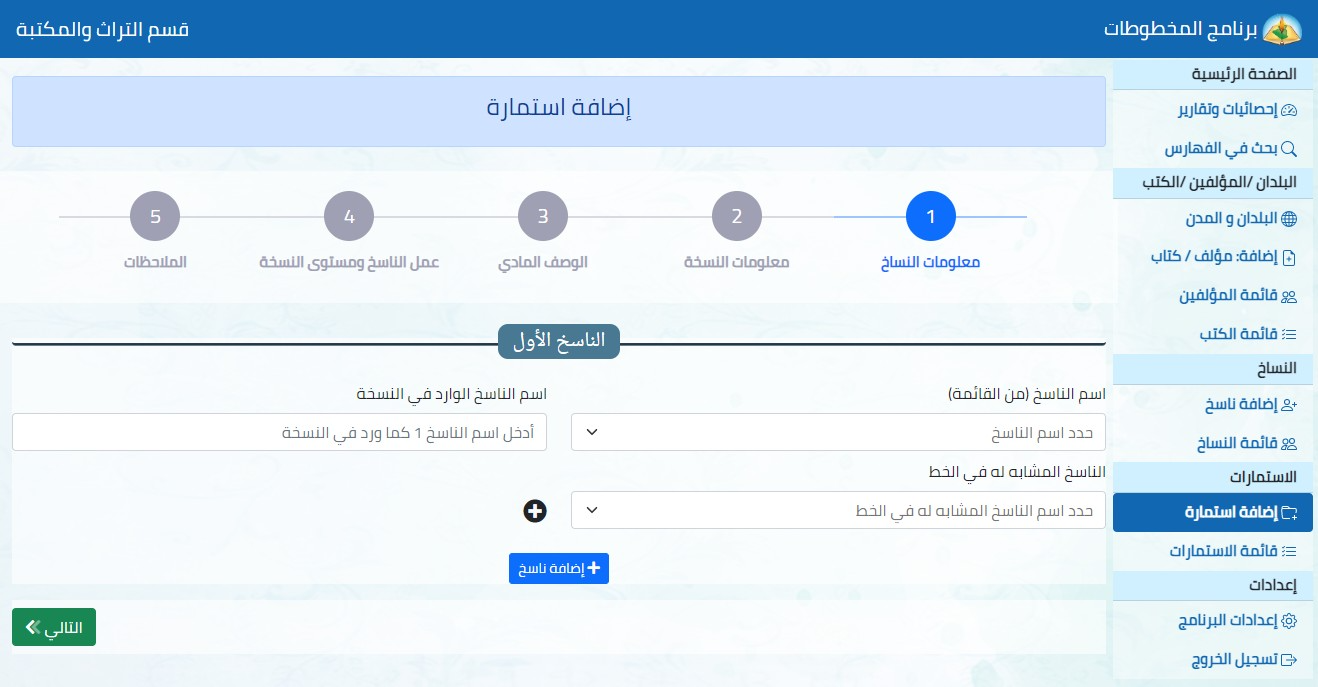 برنامج المخطوطات
قسم التراث والمكتبة
الصفحة الرئيسية
إحصائيات وتقارير
بحث في الفهارس
البلدان /المؤلفين /الكتب
البلدان و المدن
إضافة: مؤلف / كتاب
قائمة المؤلفين
قائمة الكتب
النساخ
إضافة ناسخ
قائمة النساخ
الاستمارات
إضافة استمارة
قائمة الاستمارات
إعدادات
إعدادات البرنامج
تسجيل الخروج
إضافة استمارة
1
معلومات النساخ
2
معلومات النسخة
3
الوصف المادي
4
عمل الناسخ ومستوى النسخة
5
الملاحظات
الناسخ الأول
اسم الناسخ (من القائمة)
حدد اسم الناسخ
اسم الناسخ الوارد في النسخة
أدخل اسم الناسخ 1 كما ورد في النسخة
الناسخ المشابه له في الخط
حدد اسم الناسخ المشابه له في الخط
إضافة ناسخ
التالي